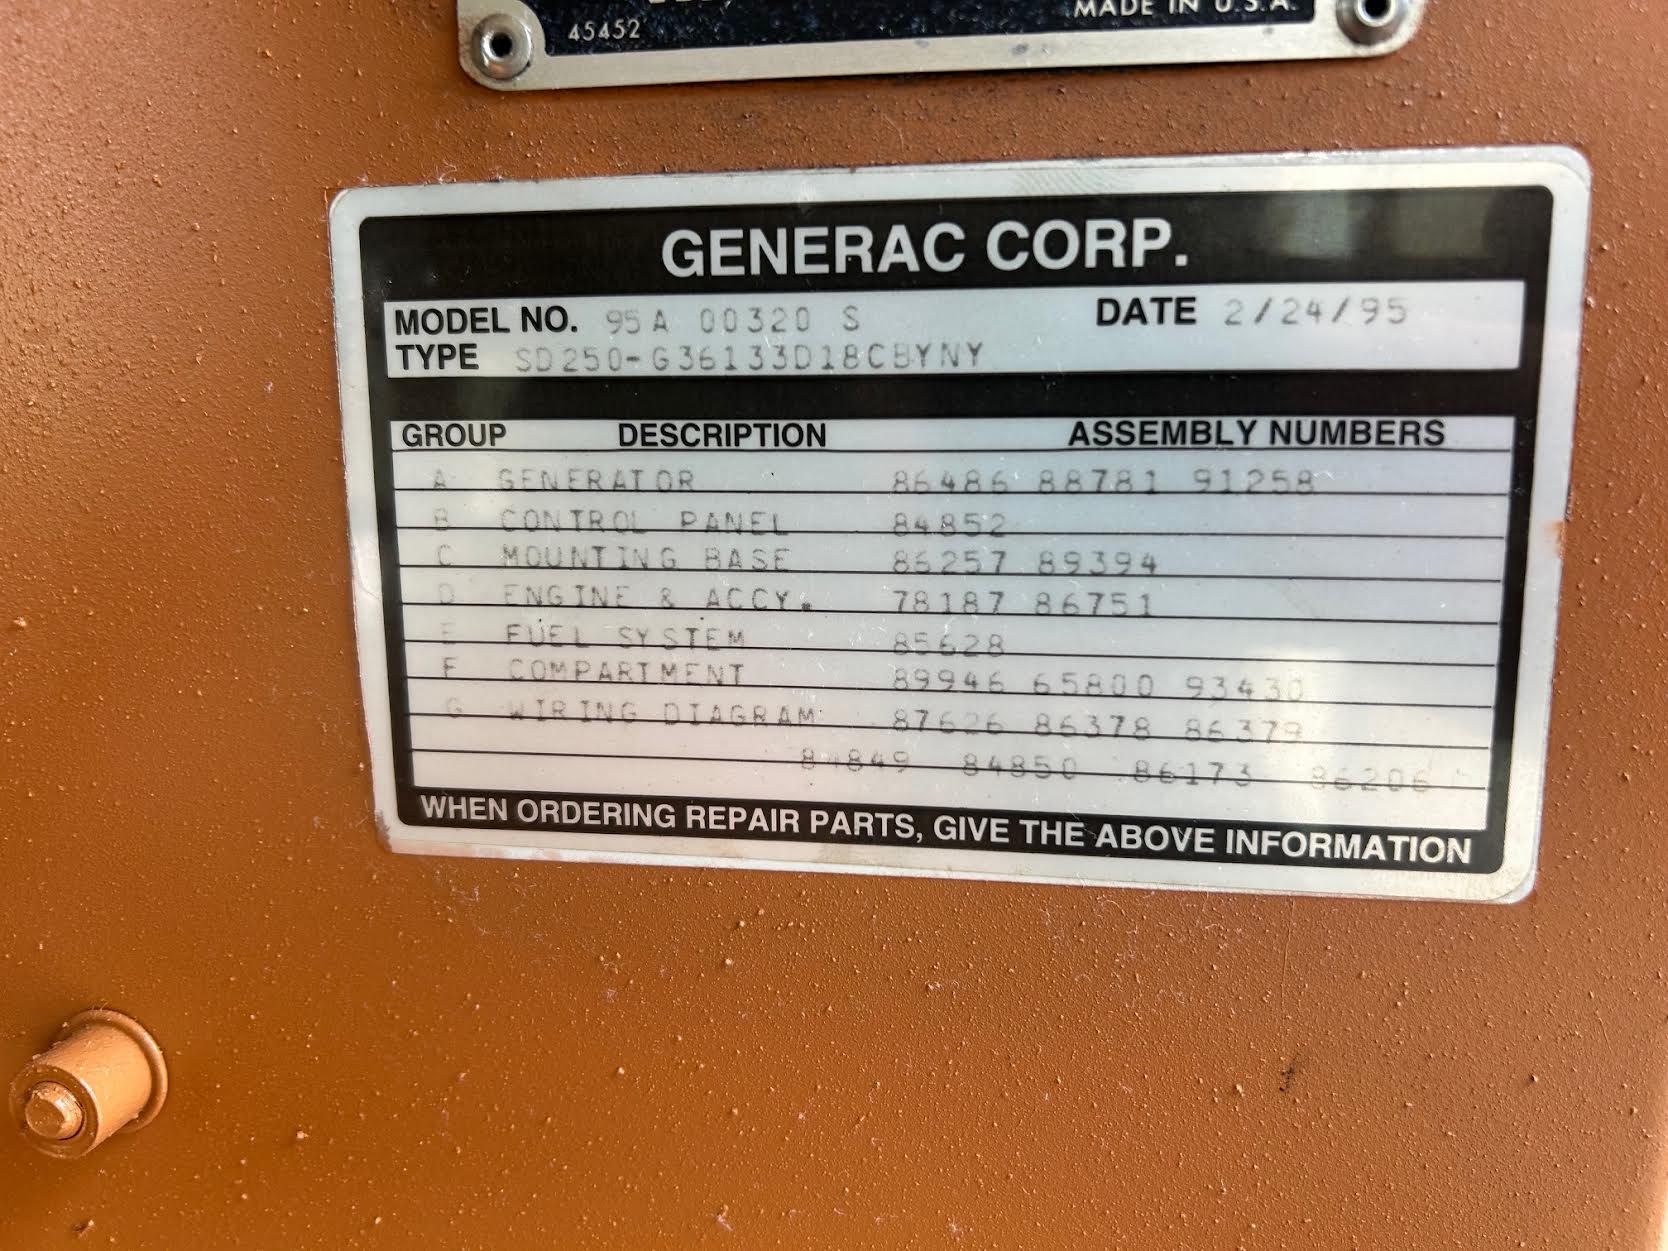 45452
MADE IN U.S.A.
GENERAC CORP.
MODEL NO. 95A 00320 S DATE 2/24/95
TYPE SD250-G36133D18CBYNY
GROUP DESCRIPTION ASSEMBLY NUMBERS
A GENERATOR 86486 88781 91258
B CONTROL PANEL 84852
C MOUNTING BASE 86257 89394
D ENGINE & ACCY. 78187 86751
E FUEL SYSTEM 85628
F COMPARTMENT 89946 65800 93430
G WIRING DIAGRAM 87626 86378 86379
84849 84850 86173 86206
WHEN ORDERING REPAIR PARTS, GIVE THE ABOVE INFORMATION